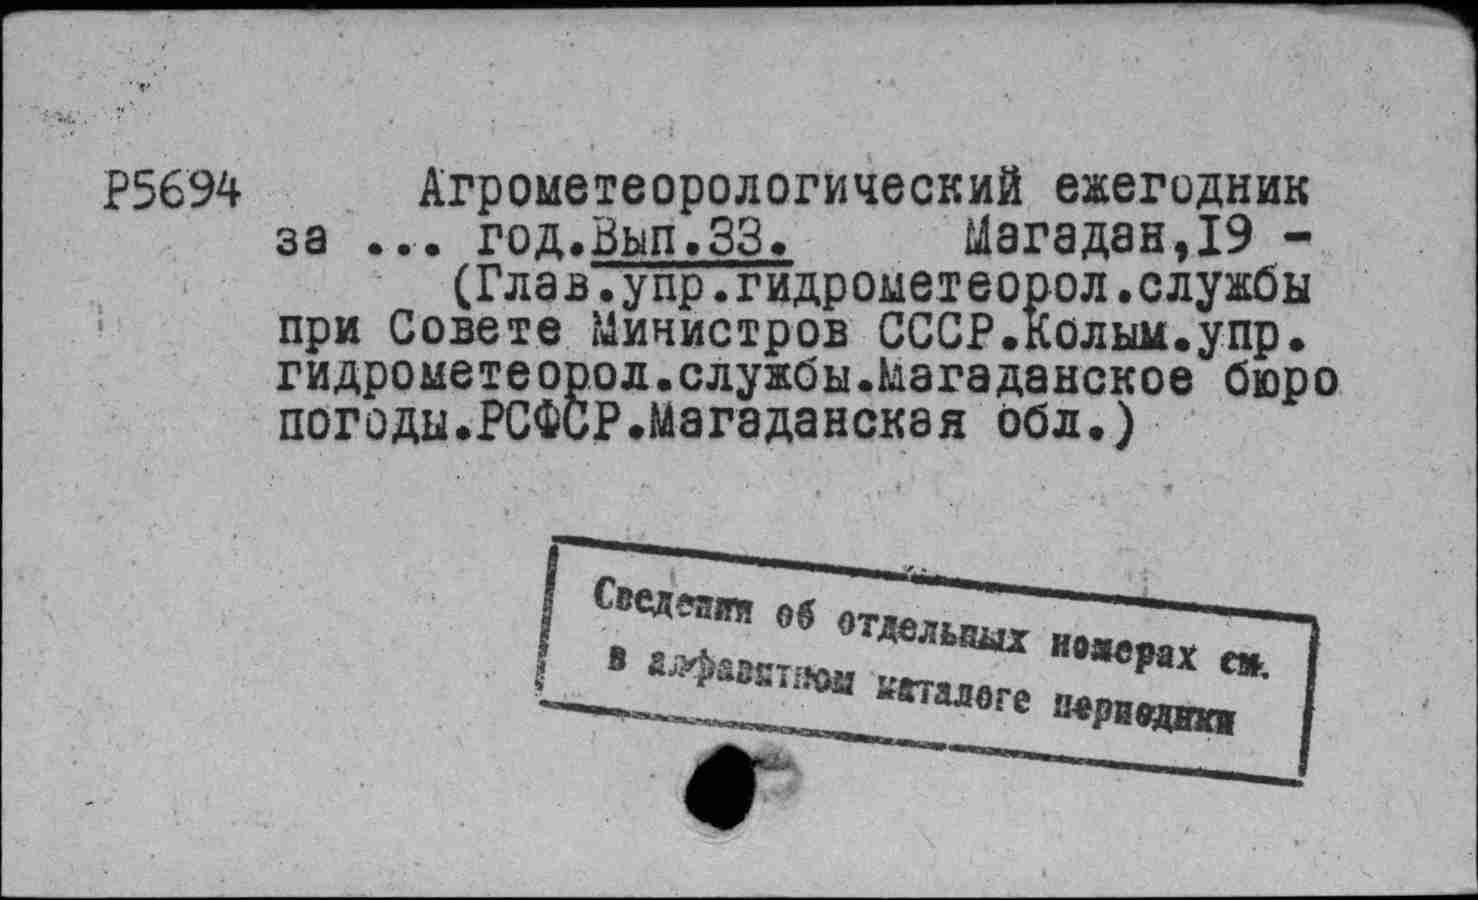 Р5694 Агрометеорологический ежегодник
за ... год.Вып.33. Магадан,19 -
(Глав.упр.гидрометеорол.службы
при Совете Министров СССР.Колым.упр.
гидрометеорол.службы.Магаданское бюро
погоды.РСФСР.Магаданская обл.)
Сведения об отдельных номерах см.
в алфавитном каталоге периодики